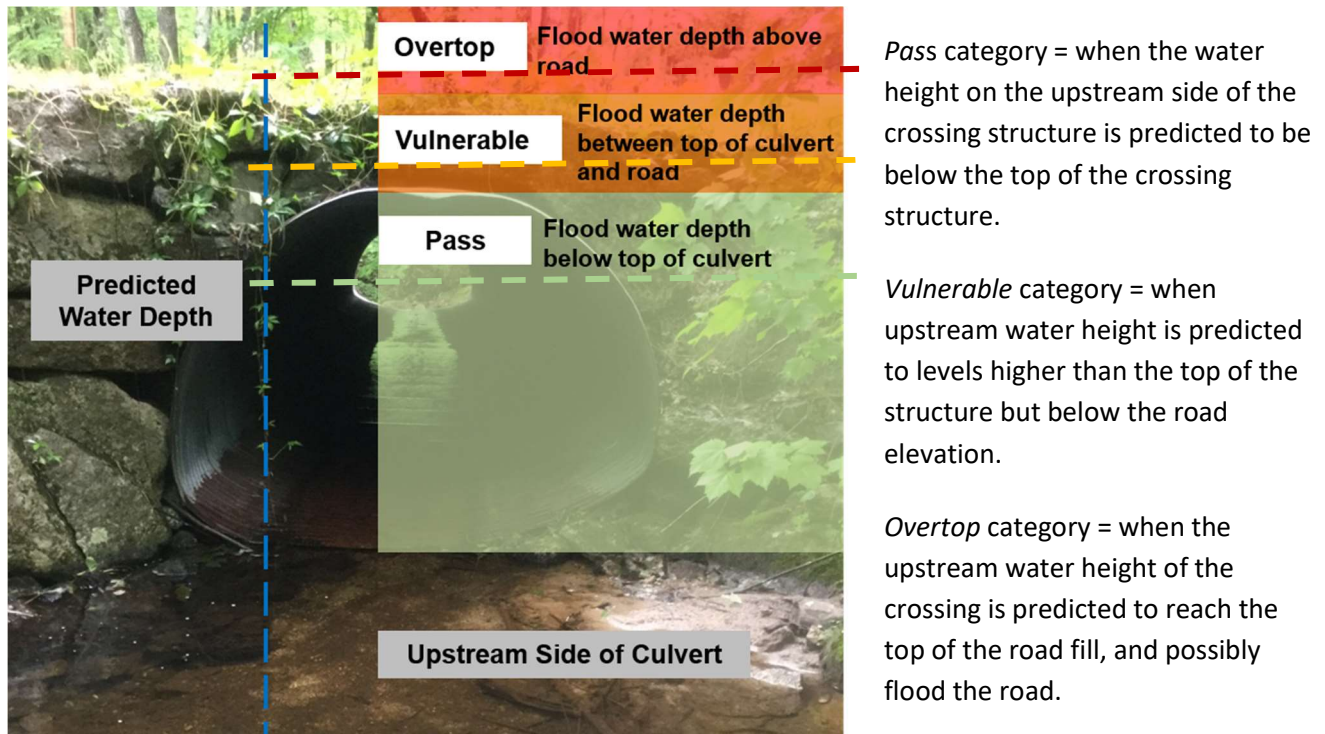 Overtop
Flood water depth above
road
Vulnerable
Flood water depth
between top of culvert
and road
Pass
Flood water depth
below top of culvert
Predicted
Water Depth
Upstream Side of Culvert
Pass category = when the water
height on the upstream side of the
crossing structure is predicted to be
below the top of the crossing
structure.
Vulnerable category = when
upstream water height is predicted
to levels higher than the top of the
structure but below the road
elevation.
Overtop category = when the
upstream water height of the
crossing is predicted to reach the
top of the road fill, and possibly
flood the road.